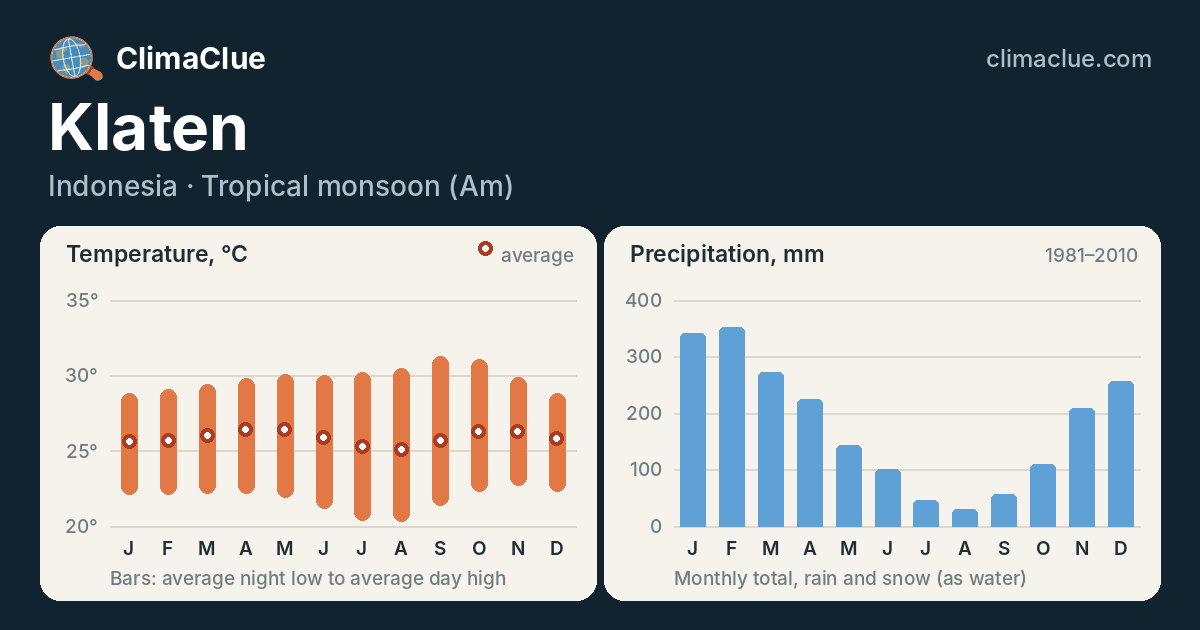 ClimaClue
climaclue.com
Klaten
Indonesia · Tropical monsoon (Am)
Temperature, °C
average
35°
30°
25°
20°
J F M A M J J A S O N D
Bars: average night low to average day high
Precipitation, mm
1981–2010
400
300
200
100
0
J F M A M J J A S O N D
Monthly total, rain and snow (as water)